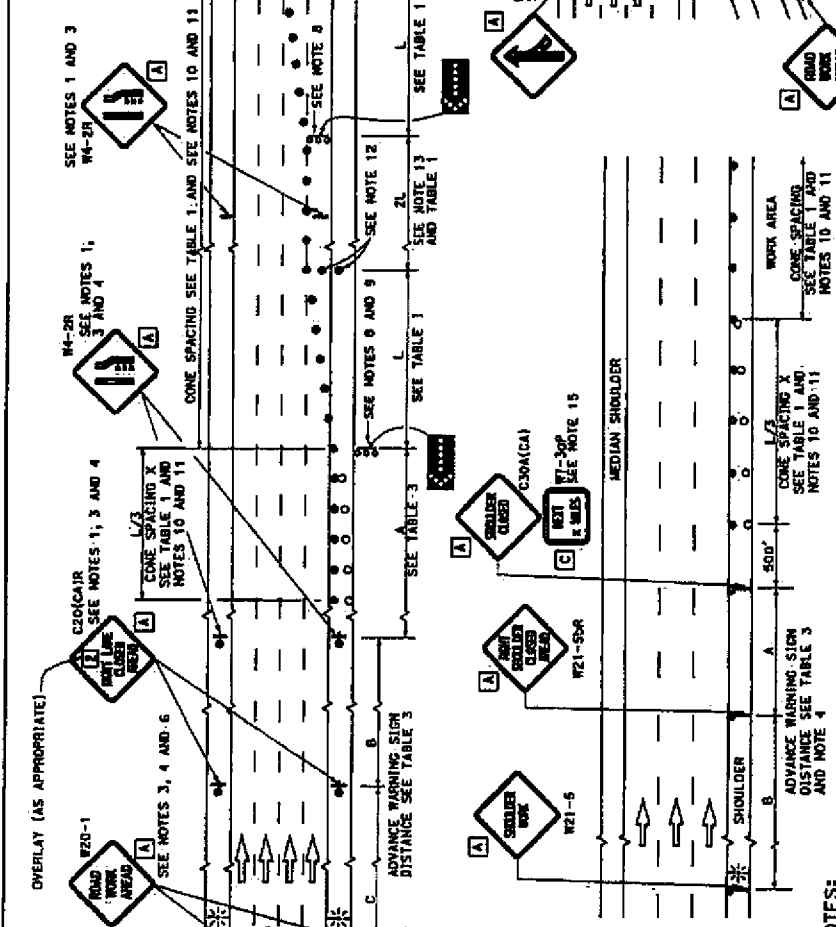 OVERLAY (AS APPROPRIATE)
W20-1
ROAD
WORK
AHEAD
A
SEE NOTES 3, 4 AND 6
C20(CA)R
SEE NOTES 1, 3 AND 4
2
RIGHT LANE
CLOSED
AHEAD
A
W4-2R
SEE NOTES 1,
3 AND 4
A
SEE NOTES 1 AND 3
W4-2R
A
L/3
CONE SPACING X
SEE TABLE 1 AND
NOTES 10 AND 11
CONE SPACING SEE TABLE 1 AND SEE NOTES 10 AND 11
SEE NOTES 8 AND 9
SEE NOTE 12
SEE NOTE 8
C
B
A
L
2L
L
ADVANCE WARNING SIGN
DISTANCE SEE TABLE 3
SEE TABLE 3
SEE TABLE 1
SEE NOTE 13
AND TABLE 1
SEE TABLE 1
A
A
ROAD
WORK
A
SHOULDER
WORK
W21-5
A
RIGHT
SHOULDER
CLOSED
AHEAD
W21-5bR
A
SHOULDER
CLOSED
C30A(CA)
C
NEXT
X MILES
W7-3aP
SEE NOTE 15
MEDIAN SHOULDER
SHOULDER
B
A
500'
L/3
WORK AREA
ADVANCE WARNING SIGN
DISTANCE SEE TABLE 3
AND NOTE 4
CONE SPACING X
SEE TABLE 1 AND
NOTES 10 AND 11
CONE SPACING
SEE TABLE 1 AND
NOTES 10 AND 11
NOTES: